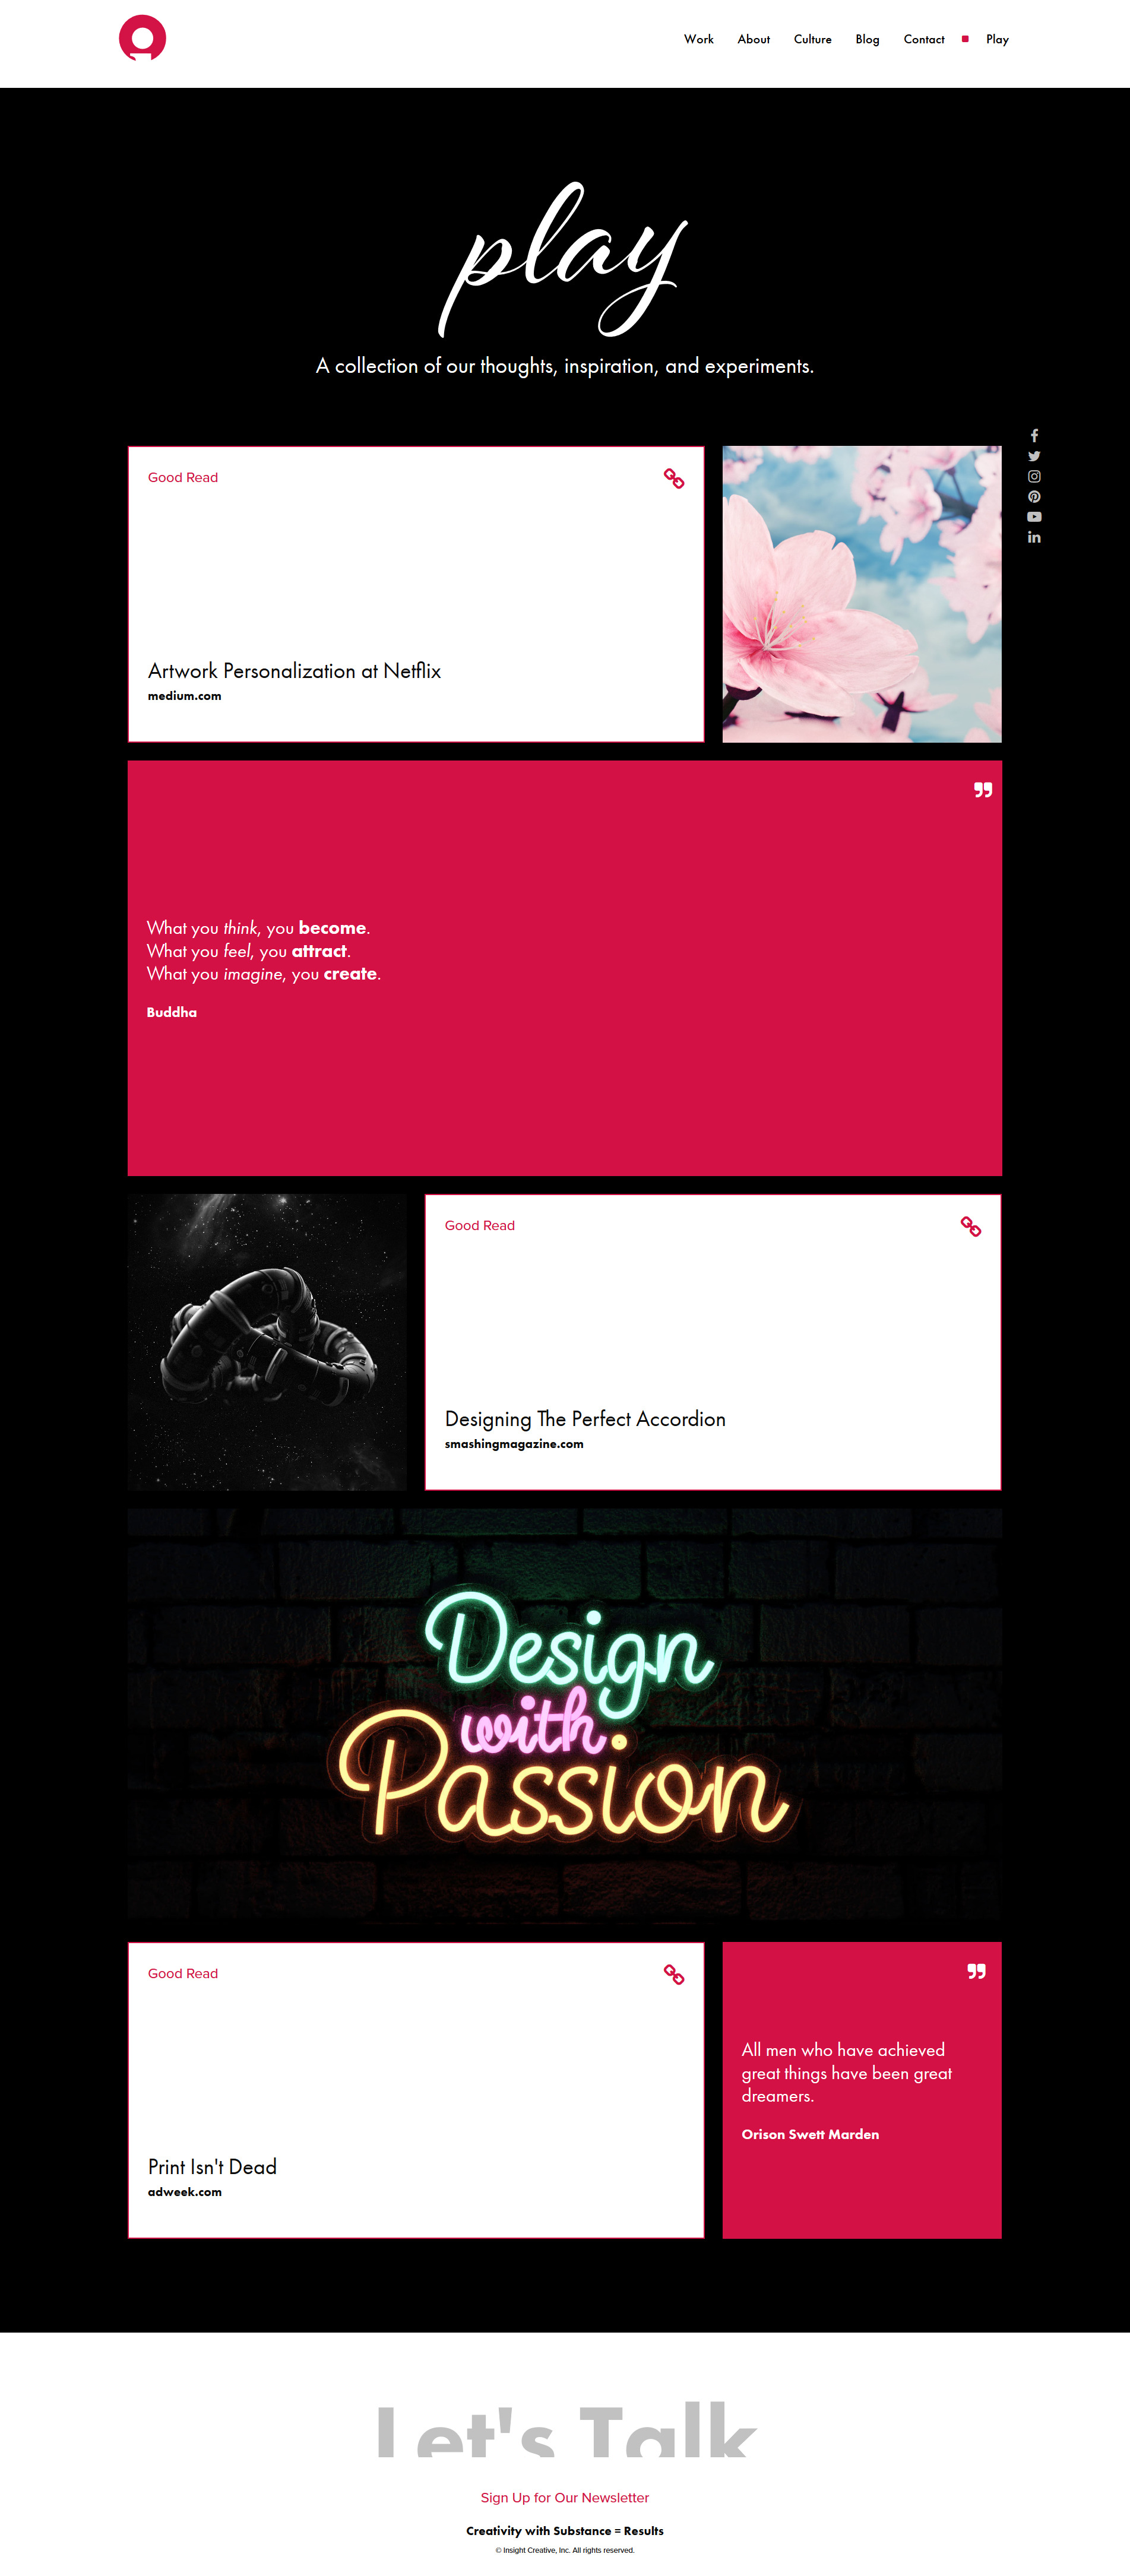 Work About Culture Blog Contact Play
play
A collection of our thoughts, inspiration, and experiments.
Good Read
Artwork Personalization at Netflix
medium.com
What you think, you become.
What you feel, you attract.
What you imagine, you create.
Buddha
Good Read
Designing The Perfect Accordion
smashingmagazine.com
Design
with
Passion
Good Read
Print Isn't Dead
adweek.com
All men who have achieved
great things have been great
dreamers.
Orison Swett Marden
Let's Talk
Sign Up for Our Newsletter
Creativity with Substance = Results
© Insight Creative, Inc. All rights reserved.